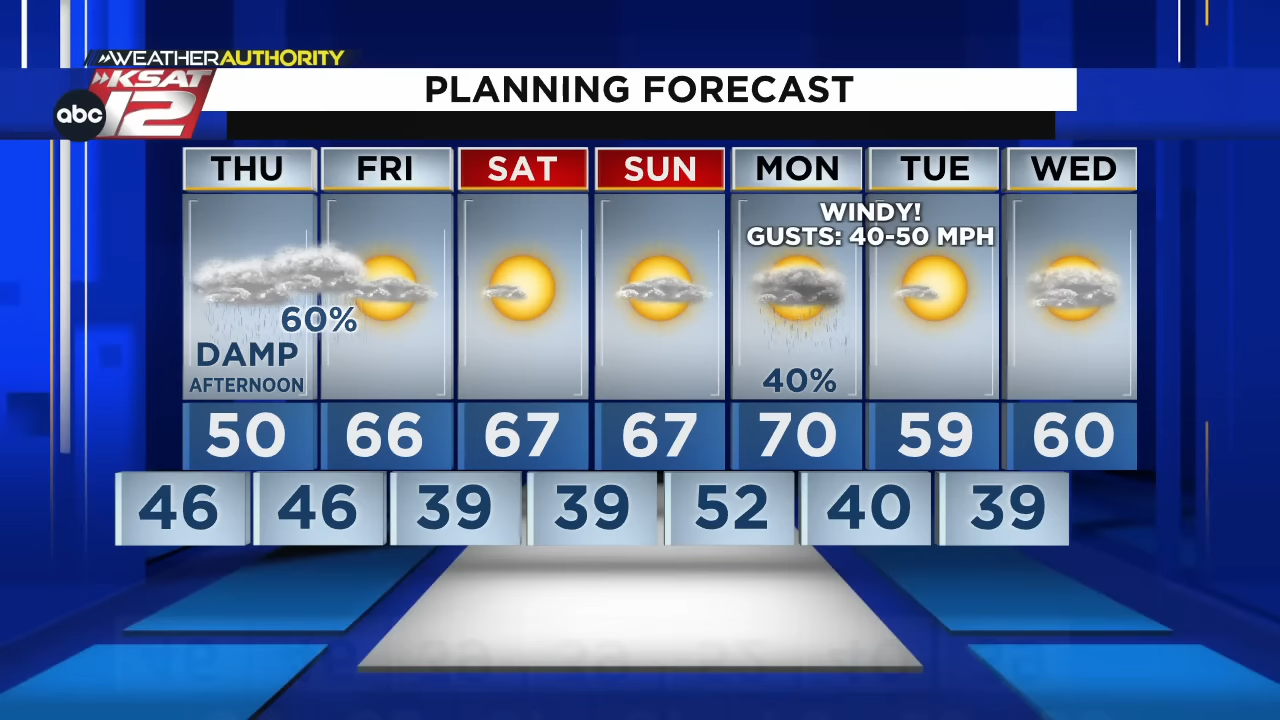 WEATHERAUTHORITY
KSAT
abc 12
PLANNING FORECAST
THU FRI SAT SUN MON TUE WED
WINDY!
GUSTS: 40-50 MPH
60%
DAMP
AFTERNOON
40%
50 66 67 67 70 59 60
46 46 39 39 52 40 39